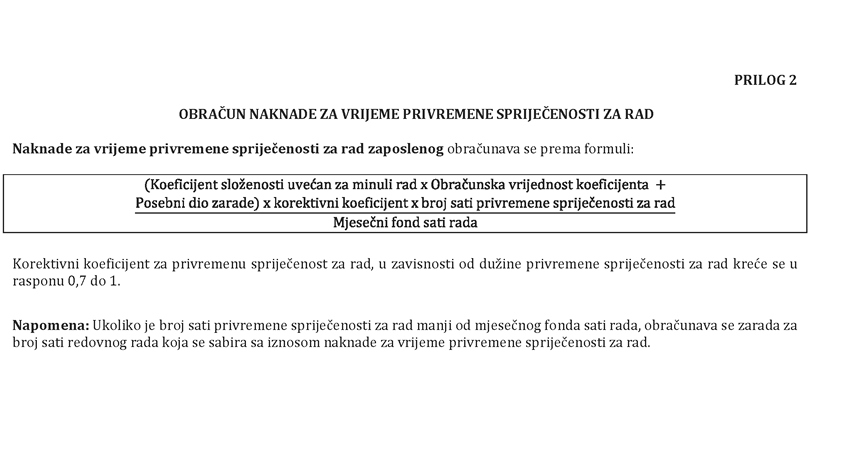 PRILOG 2
OBRAČUN NAKNADE ZA VRIJEME PRIVREMENE SPRIJEČENOSTI ZA RAD
Naknade za vrijeme privremene spriječenosti za rad zaposlenog obračunava se prema formuli:
(Koeficijent složenosti uvećan za minuli rad x Obračunska vrijednost koeficijenta +
Posebni dio zarade) x korektivni koeficijent x broj sati privremene spriječenosti za rad
Mjesečni fond sati rada
Korektivni koeficijent za privremenu spriječenost za rad, u zavisnosti od dužine privremene spriječenosti za rad kreće se u
rasponu 0,7 do 1.
Napomena: Ukoliko je broj sati privremene spriječenosti za rad manji od mjesečnog fonda sati rada, obračunava se zarada za
broj sati redovnog rada koja se sabira sa iznosom naknade za vrijeme privremene spriječenosti za rad.